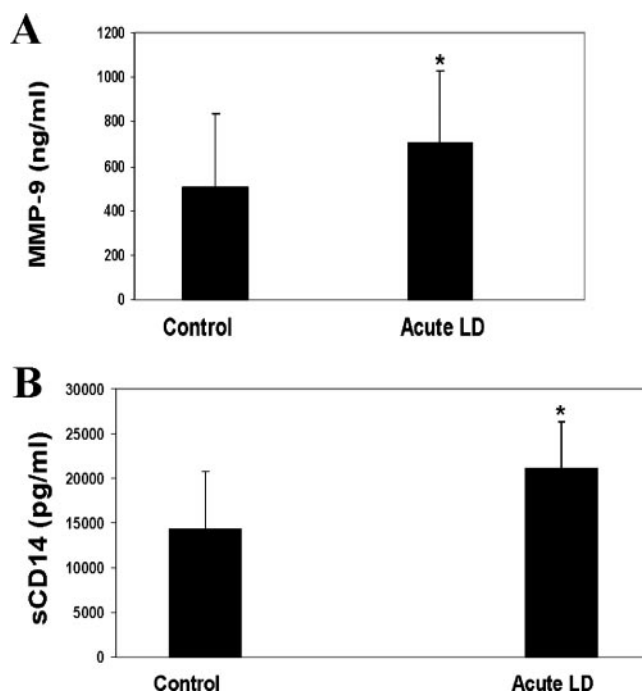 A
MMP-9 (ng/ml)
1200
1000
800
600
400
200
0
*
Control Acute LD
B
sCD14 (pg/ml)
30000
25000
20000
15000
10000
5000
0
*
Control Acute LD